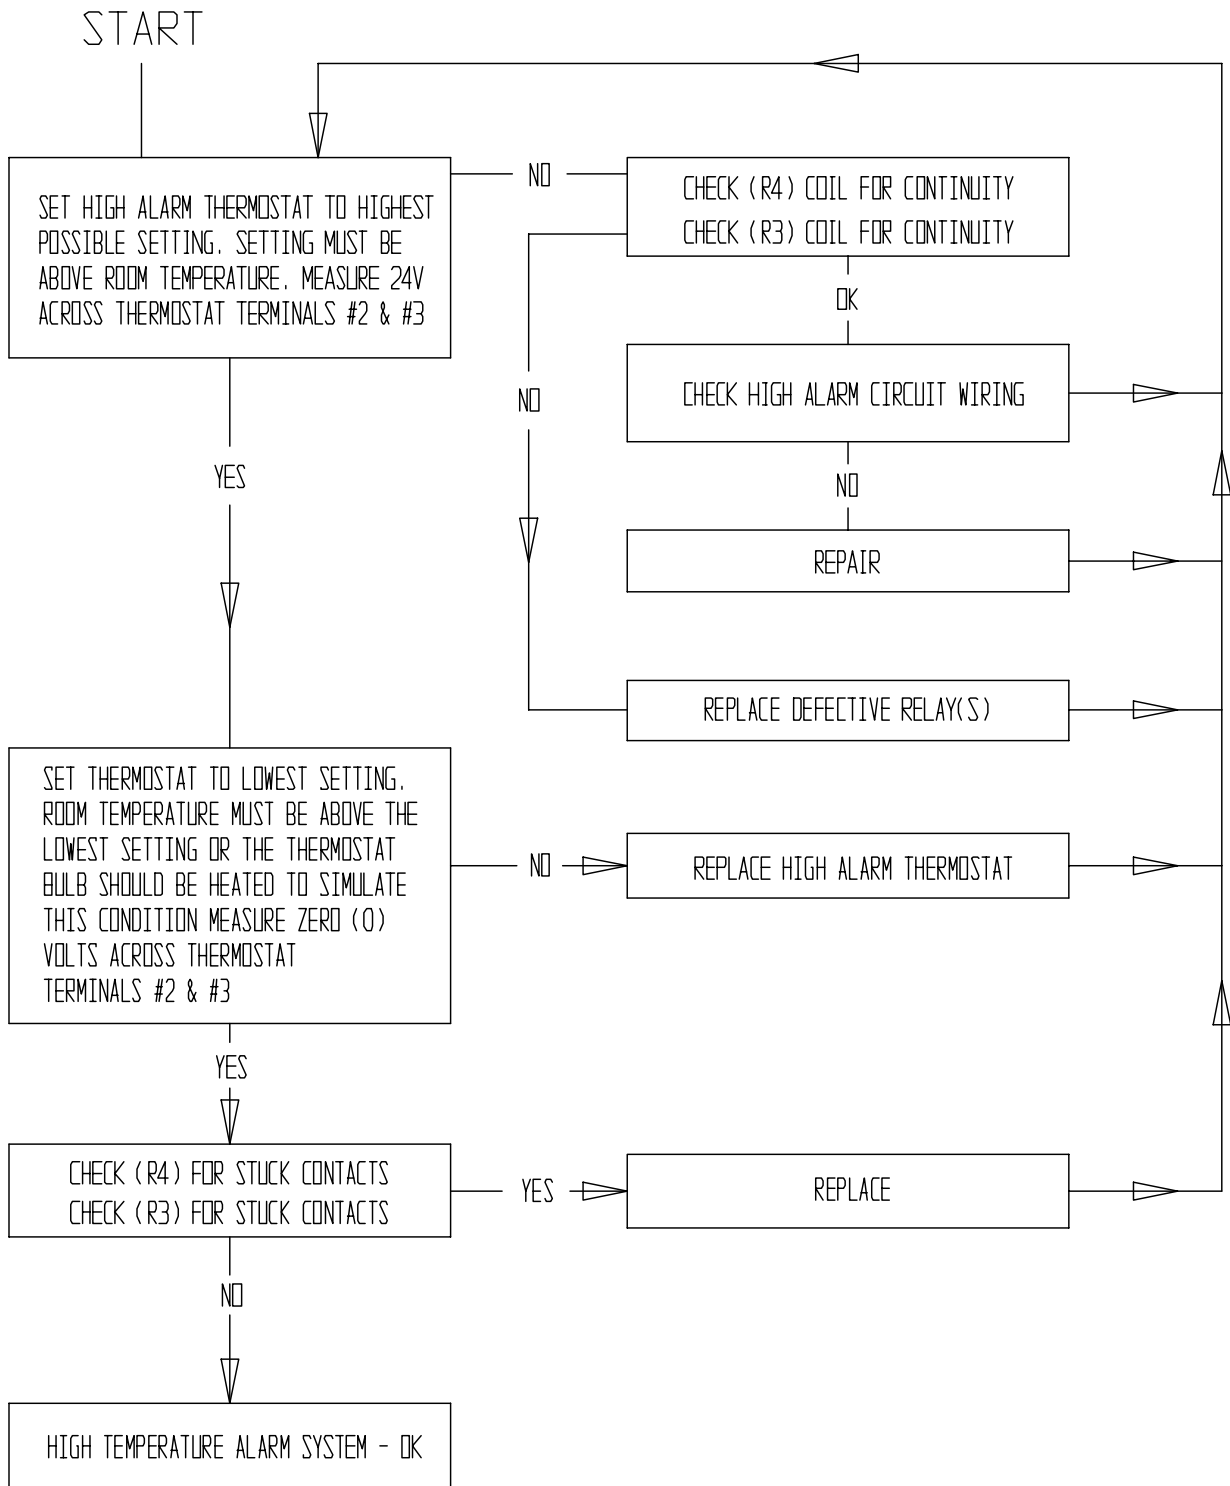 START
SET HIGH ALARM THERMOSTAT TO HIGHEST
POSSIBLE SETTING. SETTING MUST BE
ABOVE ROOM TEMPERATURE. MEASURE 24V
ACROSS THERMOSTAT TERMINALS #2 & #3
NO
CHECK (R4) COIL FOR CONTINUITY
CHECK (R3) COIL FOR CONTINUITY
OK
NO
CHECK HIGH ALARM CIRCUIT WIRING
YES
NO
REPAIR
REPLACE DEFECTIVE RELAY(S)
SET THERMOSTAT TO LOWEST SETTING.
ROOM TEMPERATURE MUST BE ABOVE THE
LOWEST SETTING OR THE THERMOSTAT
BULB SHOULD BE HEATED TO SIMULATE
THIS CONDITION MEASURE ZERO (0)
VOLTS ACROSS THERMOSTAT
TERMINALS #2 & #3
NO
REPLACE HIGH ALARM THERMOSTAT
YES
CHECK (R4) FOR STUCK CONTACTS
CHECK (R3) FOR STUCK CONTACTS
YES
REPLACE
NO
HIGH TEMPERATURE ALARM SYSTEM - OK